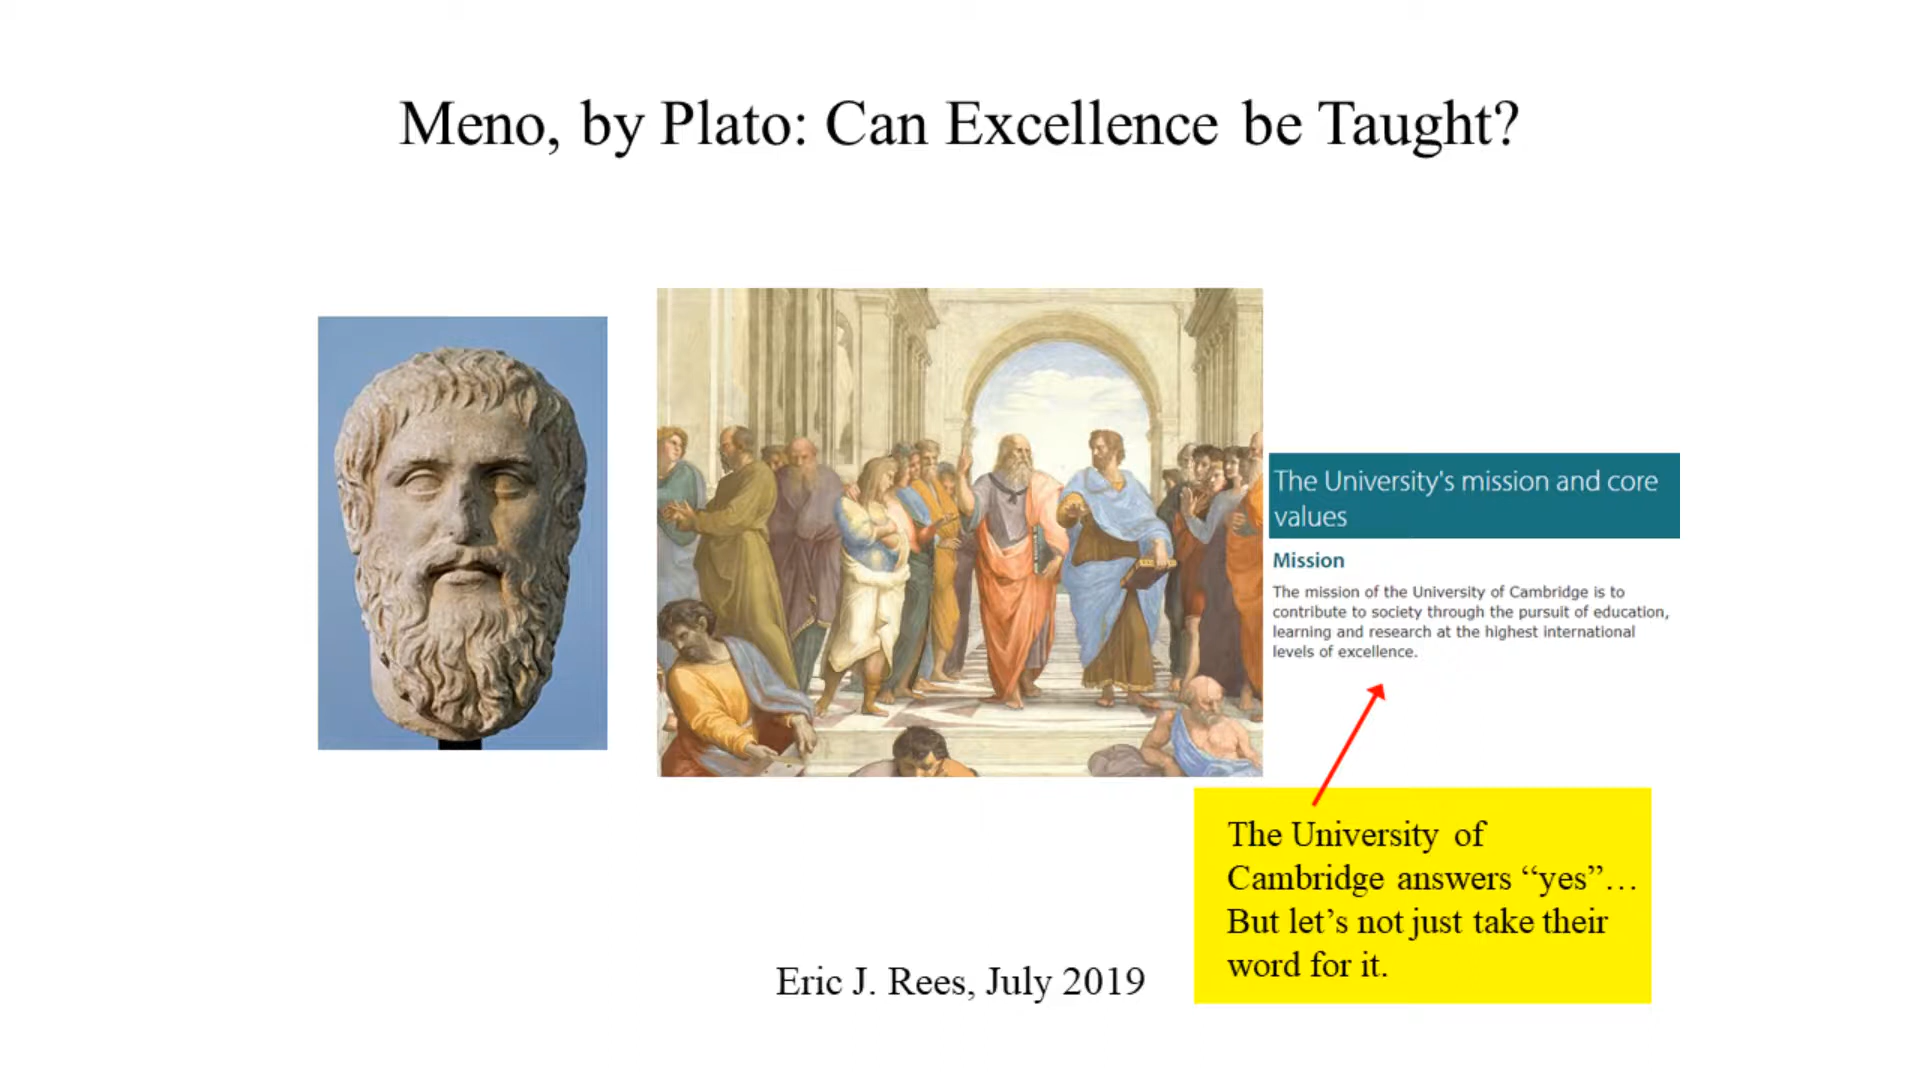 Meno, by Plato: Can Excellence be Taught?
The University's mission and core
values
Mission
The mission of the University of Cambridge is to
contribute to society through the pursuit of education,
learning and research at the highest international
levels of excellence.
The University of
Cambridge answers “yes”…
But let’s not just take their
word for it.
Eric J. Rees, July 2019